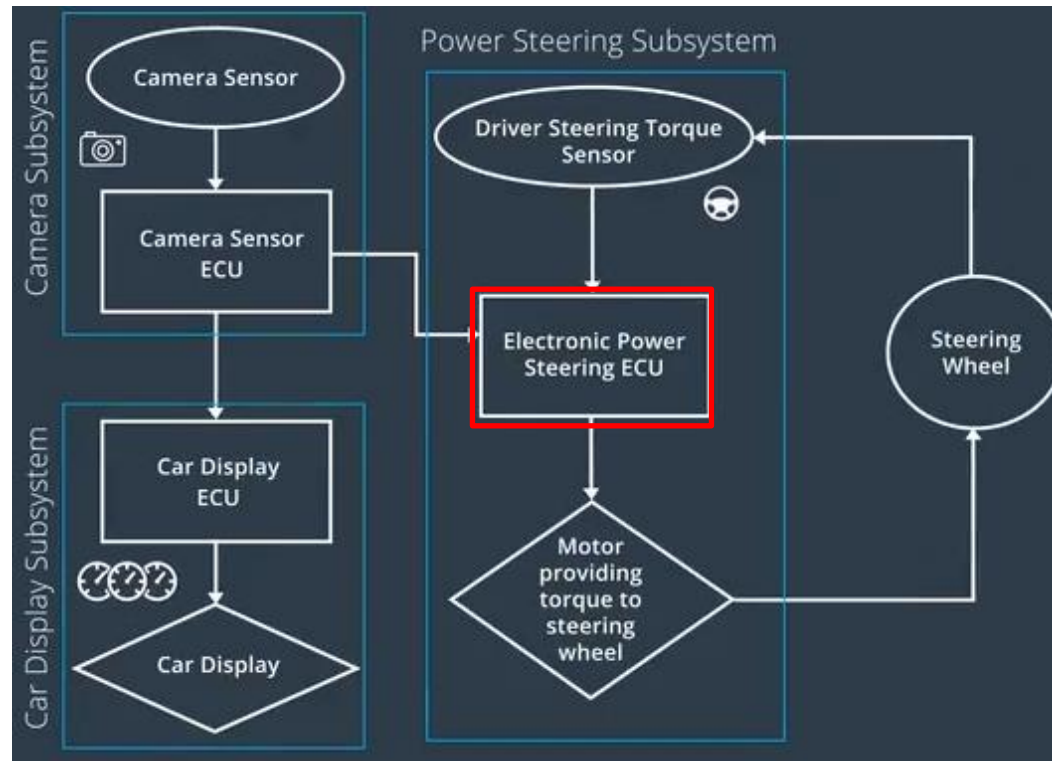 Camera Subsystem
Camera Sensor
Camera Sensor
ECU
Car Display Subsystem
Car Display
ECU
Car Display
Power Steering Subsystem
Driver Steering Torque
Sensor
Electronic Power
Steering ECU
Motor
providing
torque to
steering
wheel
Steering
Wheel